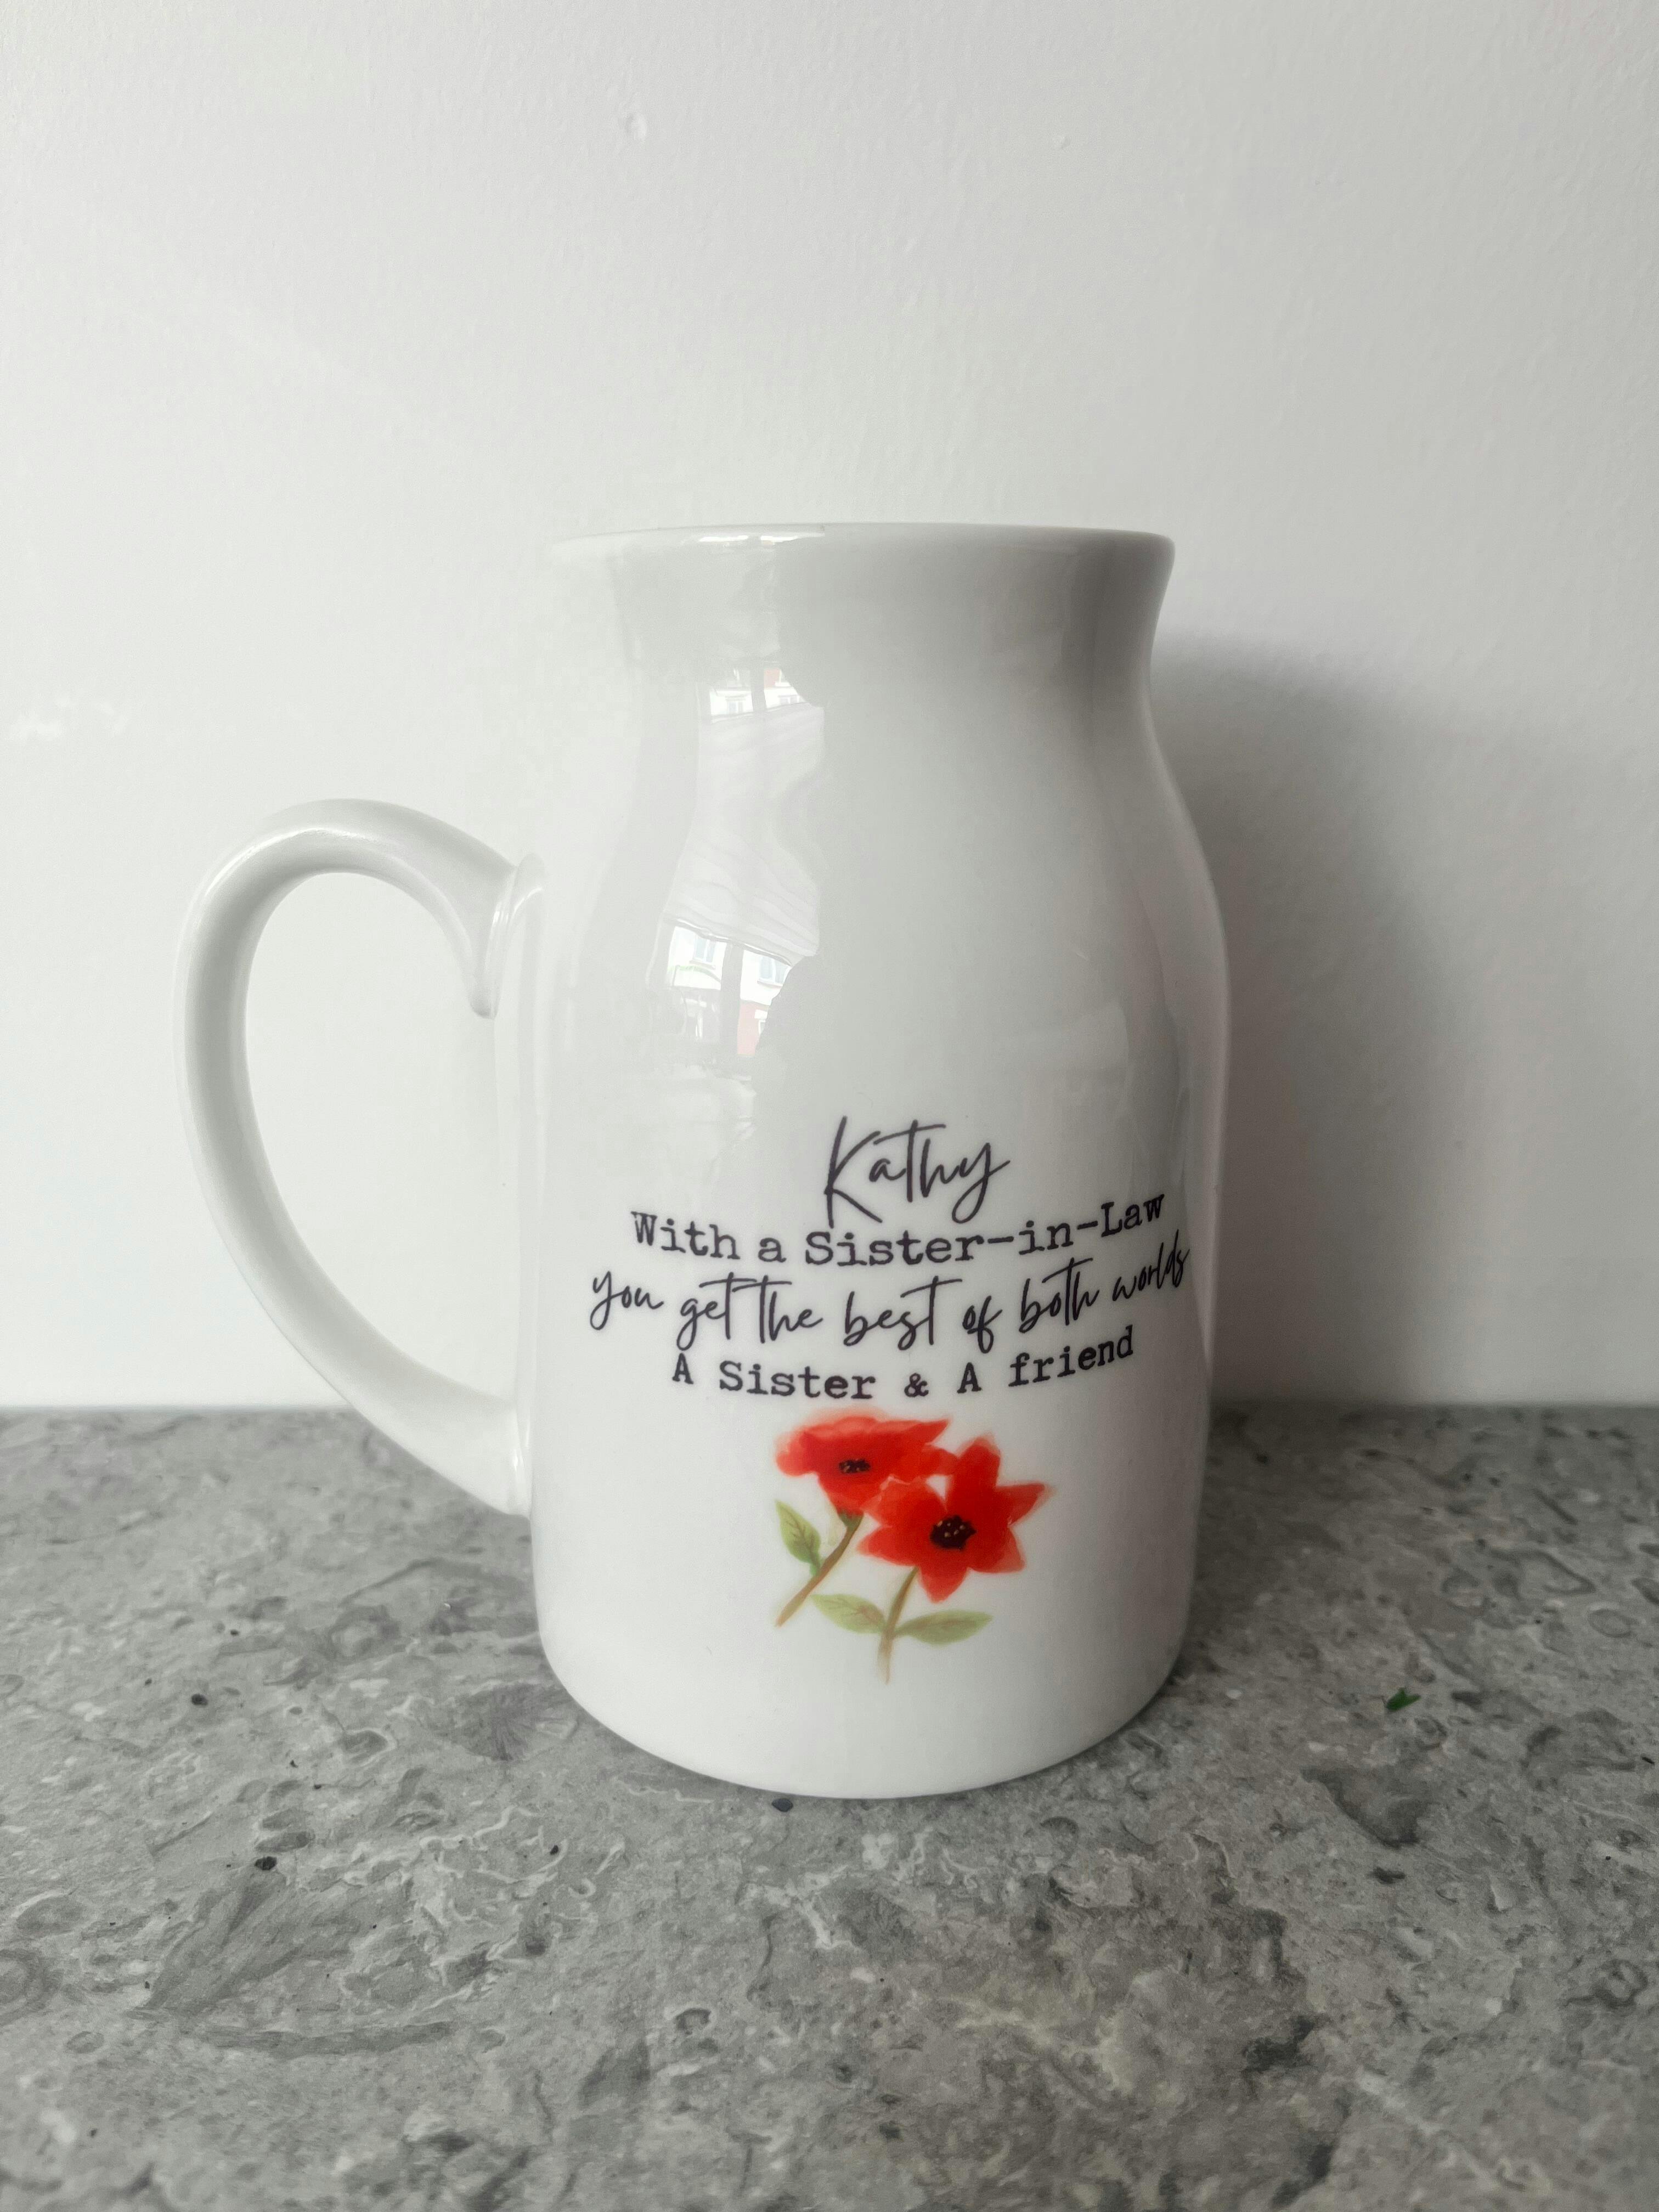 Kathy
With a Sister-in-Law
you get the best of both worlds
A Sister & A friend